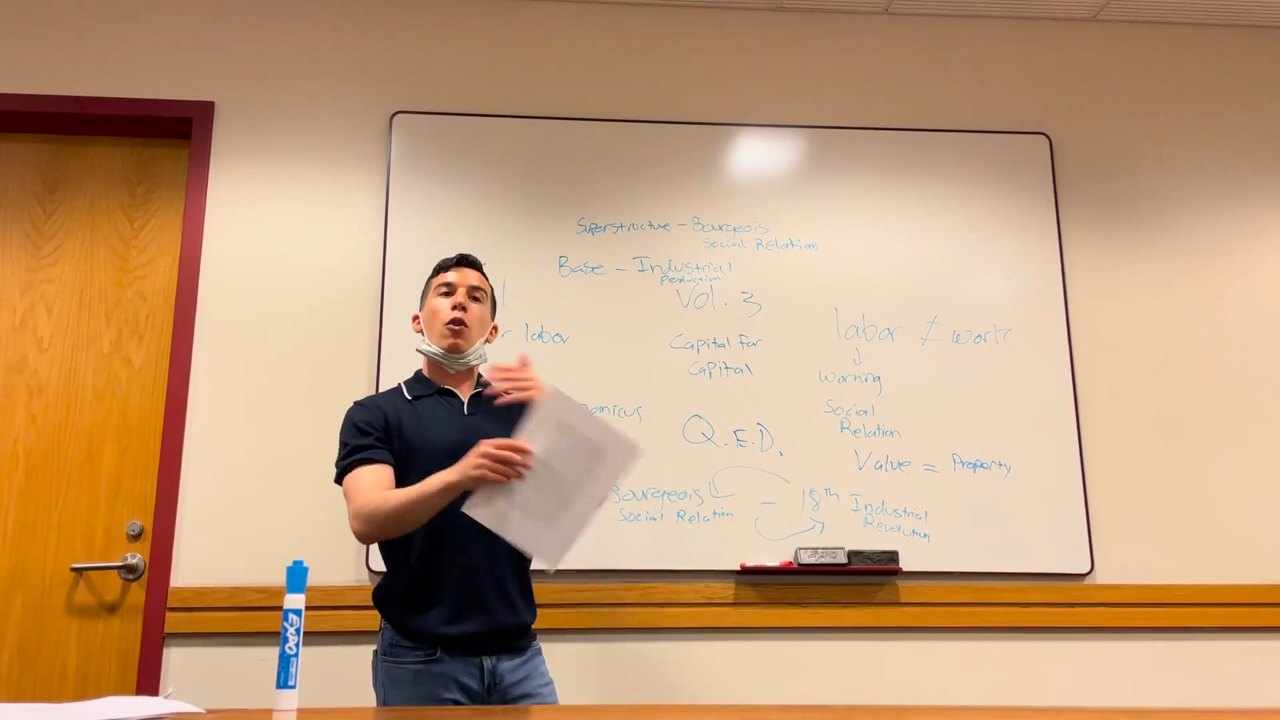 Superstructure - Bourgeois
Social Relations
Base - Industrial
Production
Vol. 3
r labor
Capital for
Capital
labor ≠ work
↓
Working
Social
Relation
Q.E.D.
Value = Property
Bourgeois - 18th Industrial
Social Relation
Revolution
EXPO
EXPO